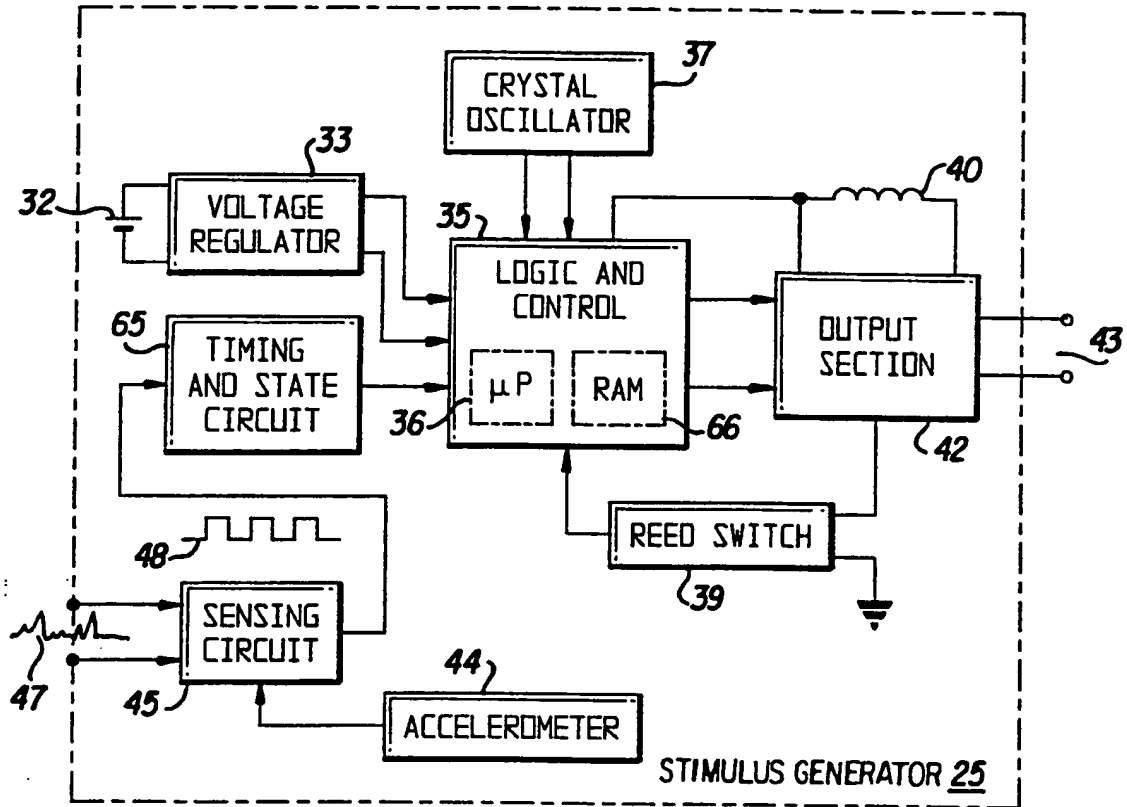 37
CRYSTAL
OSCILLATOR
33
32
VOLTAGE
REGULATOR
40
35
LOGIC AND
CONTROL
65
TIMING
AND STATE
CIRCUIT
OUTPUT
SECTION
43
μP
RAM
36
66
42
48
REED SWITCH
39
SENSING
CIRCUIT
47
45
44
ACCELEROMETER
STIMULUS GENERATOR 25